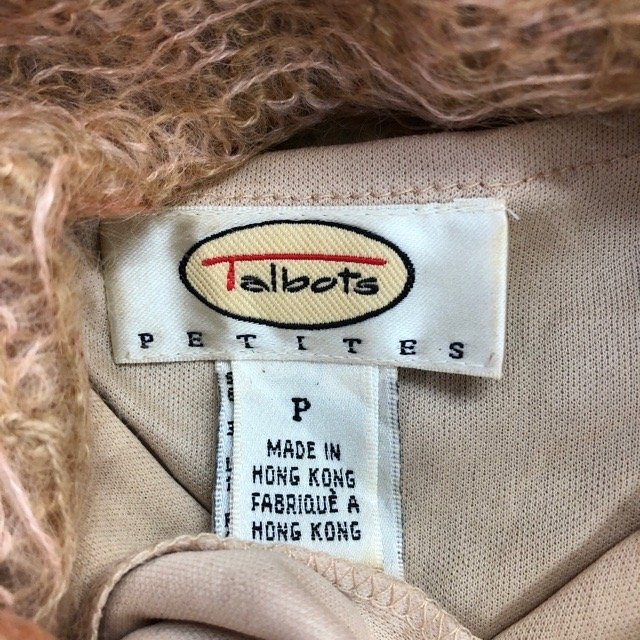 Talbots
PETITES
P
MADE IN
HONG KONG
FABRIQUÈ A
HONG KONG